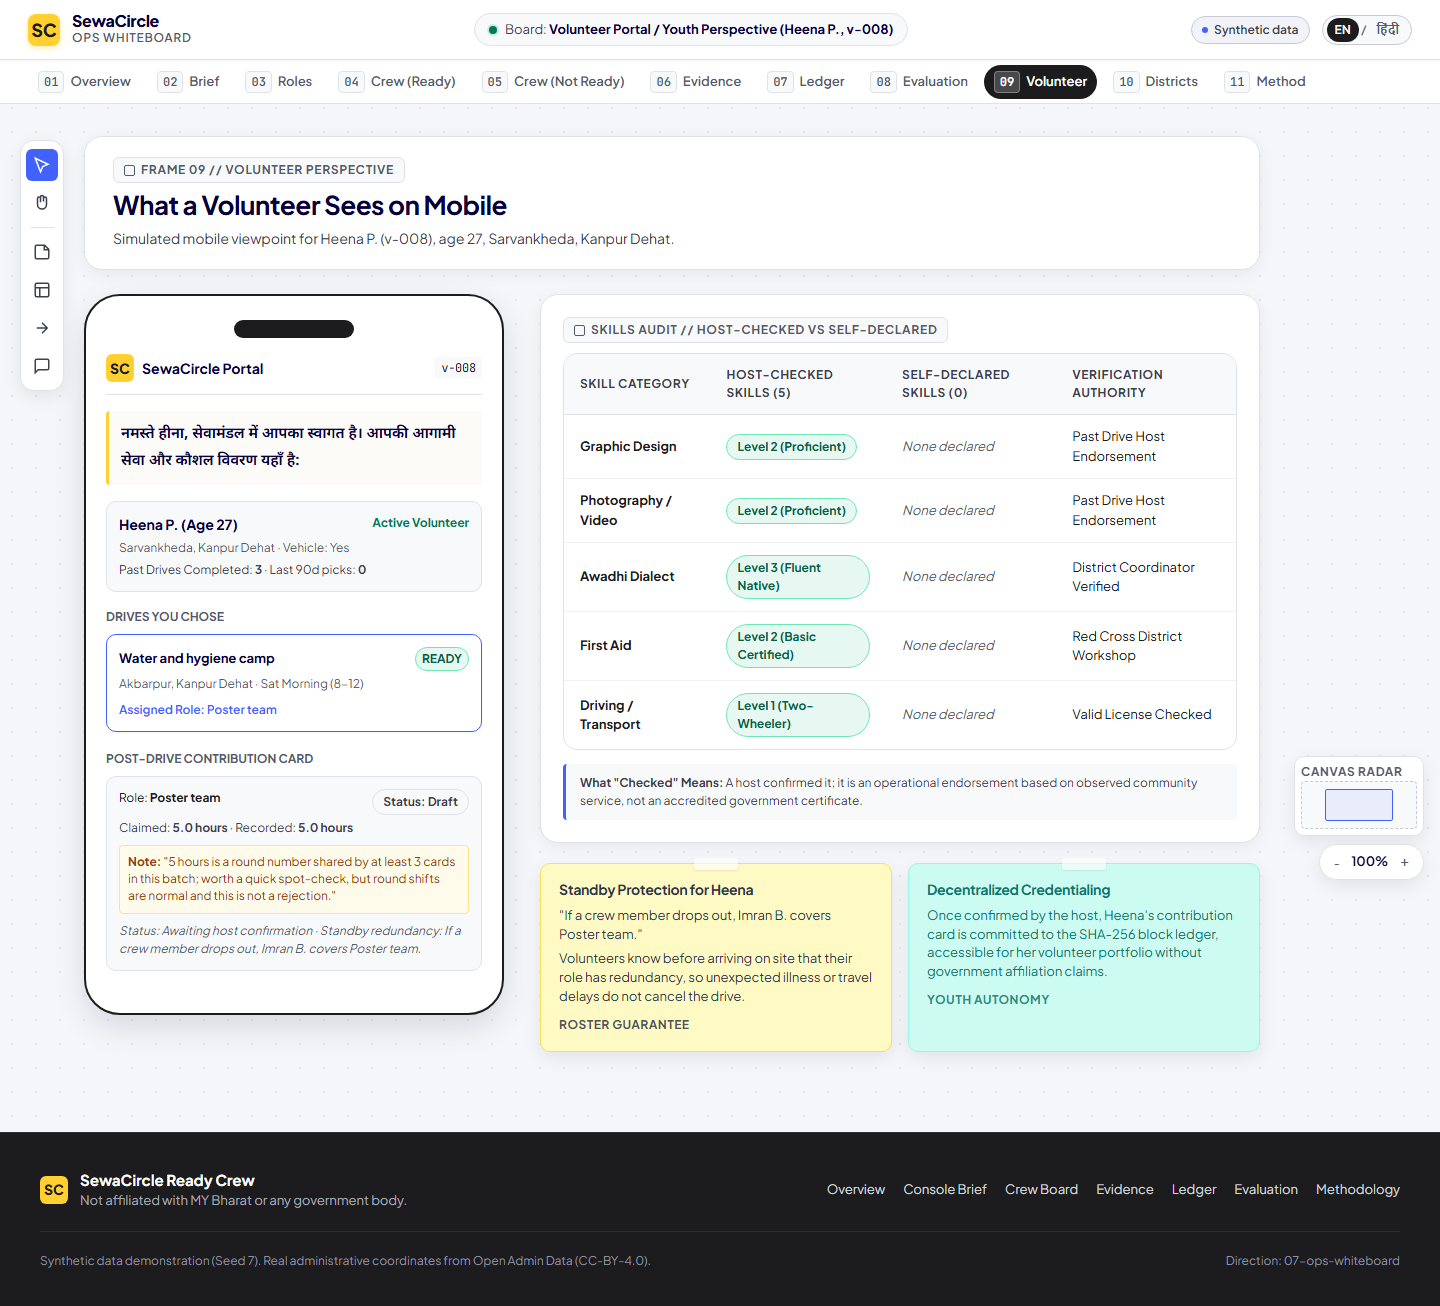 SC
SewaCircle
OPS WHITEBOARD
Board: Volunteer Portal / Youth Perspective (Heena P., v-008)
Synthetic data
EN / हिंदी
01 Overview
02 Brief
03 Roles
04 Crew (Ready)
05 Crew (Not Ready)
06 Evidence
07 Ledger
08 Evaluation
09 Volunteer
10 Districts
11 Method
FRAME 09 // VOLUNTEER PERSPECTIVE
What a Volunteer Sees on Mobile
Simulated mobile viewpoint for Heena P. (v-008), age 27, Sarvankheda, Kanpur Dehat.
SC SewaCircle Portal v-008
नमस्ते हीना, सेवामंडल में आपका स्वागत है। आपकी आगामी
सेवा और कौशल विवरण यहाँ है:
Heena P. (Age 27) Active Volunteer
Sarvankheda, Kanpur Dehat · Vehicle: Yes
Past Drives Completed: 3 · Last 90d picks: 0
DRIVES YOU CHOSE
Water and hygiene camp READY
Akbarpur, Kanpur Dehat · Sat Morning (8–12)
Assigned Role: Poster team
POST-DRIVE CONTRIBUTION CARD
Role: Poster team Status: Draft
Claimed: 5.0 hours · Recorded: 5.0 hours
Note: "5 hours is a round number shared by at least 3 cards
in this batch; worth a quick spot-check, but round shifts
are normal and this is not a rejection."
Status: Awaiting host confirmation · Standby redundancy: If a
crew member drops out, Imran B. covers Poster team.
SKILLS AUDIT // HOST-CHECKED VS SELF-DECLARED
SKILL CATEGORY
HOST-CHECKED
SKILLS (5)
SELF-DECLARED
SKILLS (0)
VERIFICATION
AUTHORITY
Graphic Design
Level 2 (Proficient)
None declared
Past Drive Host
Endorsement
Photography /
Video
Level 2 (Proficient)
None declared
Past Drive Host
Endorsement
Awadhi Dialect
Level 3 (Fluent
Native)
None declared
District Coordinator
Verified
First Aid
Level 2 (Basic
Certified)
None declared
Red Cross District
Workshop
Driving /
Transport
Level 1 (Two-
Wheeler)
None declared
Valid License Checked
What "Checked" Means: A host confirmed it; it is an operational endorsement based on observed community
service, not an accredited government certificate.
Standby Protection for Heena
"If a crew member drops out, Imran B. covers
Poster team."
Volunteers know before arriving on site that their
role has redundancy, so unexpected illness or travel
delays do not cancel the drive.
ROSTER GUARANTEE
Decentralized Credentialing
Once confirmed by the host, Heena's contribution
card is committed to the SHA-256 block ledger,
accessible for her volunteer portfolio without
government affiliation claims.
YOUTH AUTONOMY
CANVAS RADAR
- 100% +
SC
SewaCircle Ready Crew
Not affiliated with MY Bharat or any government body.
Overview Console Brief Crew Board Evidence Ledger Evaluation Methodology
Synthetic data demonstration (Seed 7). Real administrative coordinates from Open Admin Data (CC-BY-4.0).
Direction: 07-ops-whiteboard